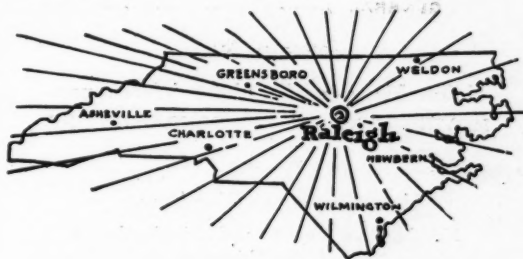 GREENSBORO
WELDON
ASHEVILLE
CHARLOTTE
Raleigh
NEWBERN
WILMINGTON